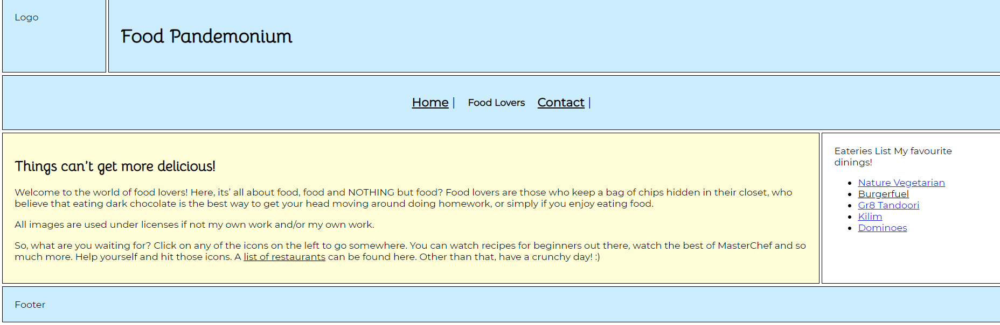 Logo
Food Pandemonium
Home | Food Lovers Contact |
Things can't get more delicious!
Welcome to the world of food lovers! Here, its’ all about food, food and NOTHING but food? Food lovers are those who keep a bag of chips hidden in their closet, who
believe that eating dark chocolate is the best way to get your head moving around doing homework, or simply if you enjoy eating food.
All images are used under licenses if not my own work and/or my own work.
So, what are you waiting for? Click on any of the icons on the left to go somewhere. You can watch recipes for beginners out there, watch the best of MasterChef and so
much more. Help yourself and hit those icons. A list of restaurants can be found here. Other than that, have a crunchy day! :)
Eateries List My favourite
dinings!
Nature Vegetarian
Burgerfuel
Gr8 Tandoori
Kilim
Dominoes
Footer